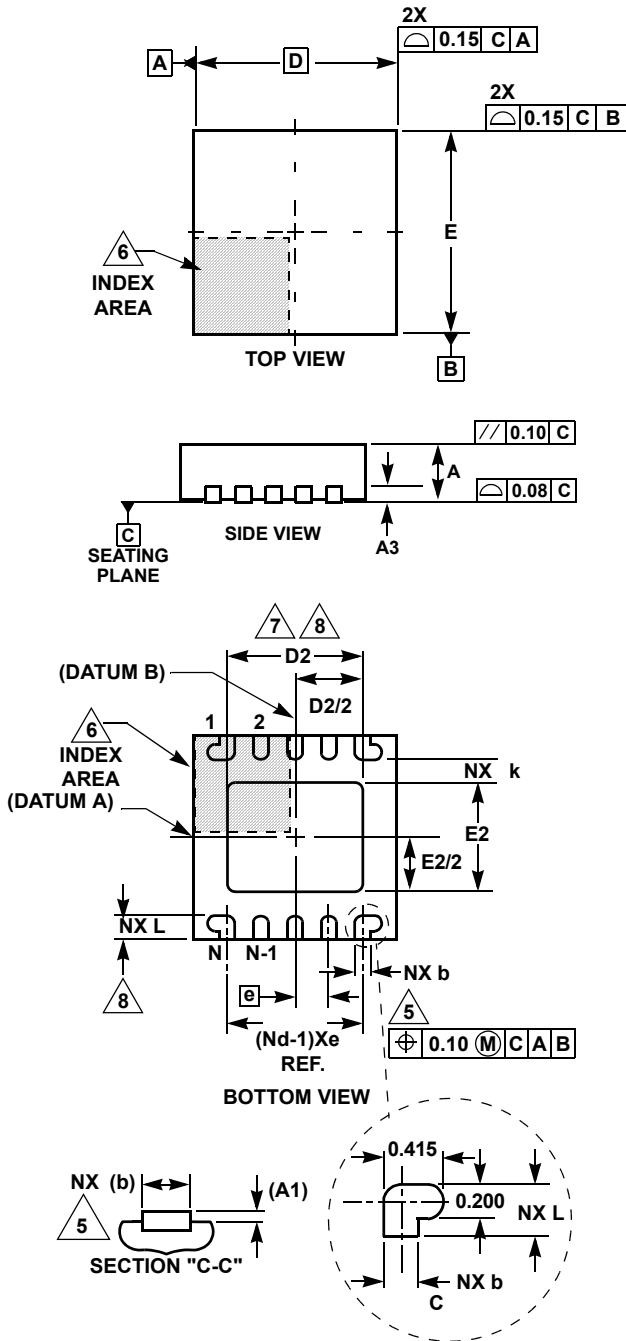 2X
0.15 C A
A
D
2X
0.15 C B
6
INDEX
AREA
E
TOP VIEW
B
// 0.10 C
A
0.08 C
C
SEATING
PLANE
SIDE VIEW
A3
7 8
D2
(DATUM B)
D2/2
6
INDEX
AREA
1 2
(DATUM A)
NX k
E2
E2/2
NX L
N N-1
NX b
8
e
5
(Nd-1)Xe
REF.
0.10 M C A B
BOTTOM VIEW
NX (b)
(A1)
5
SECTION "C-C"
0.415
0.200
NX L
NX b
C